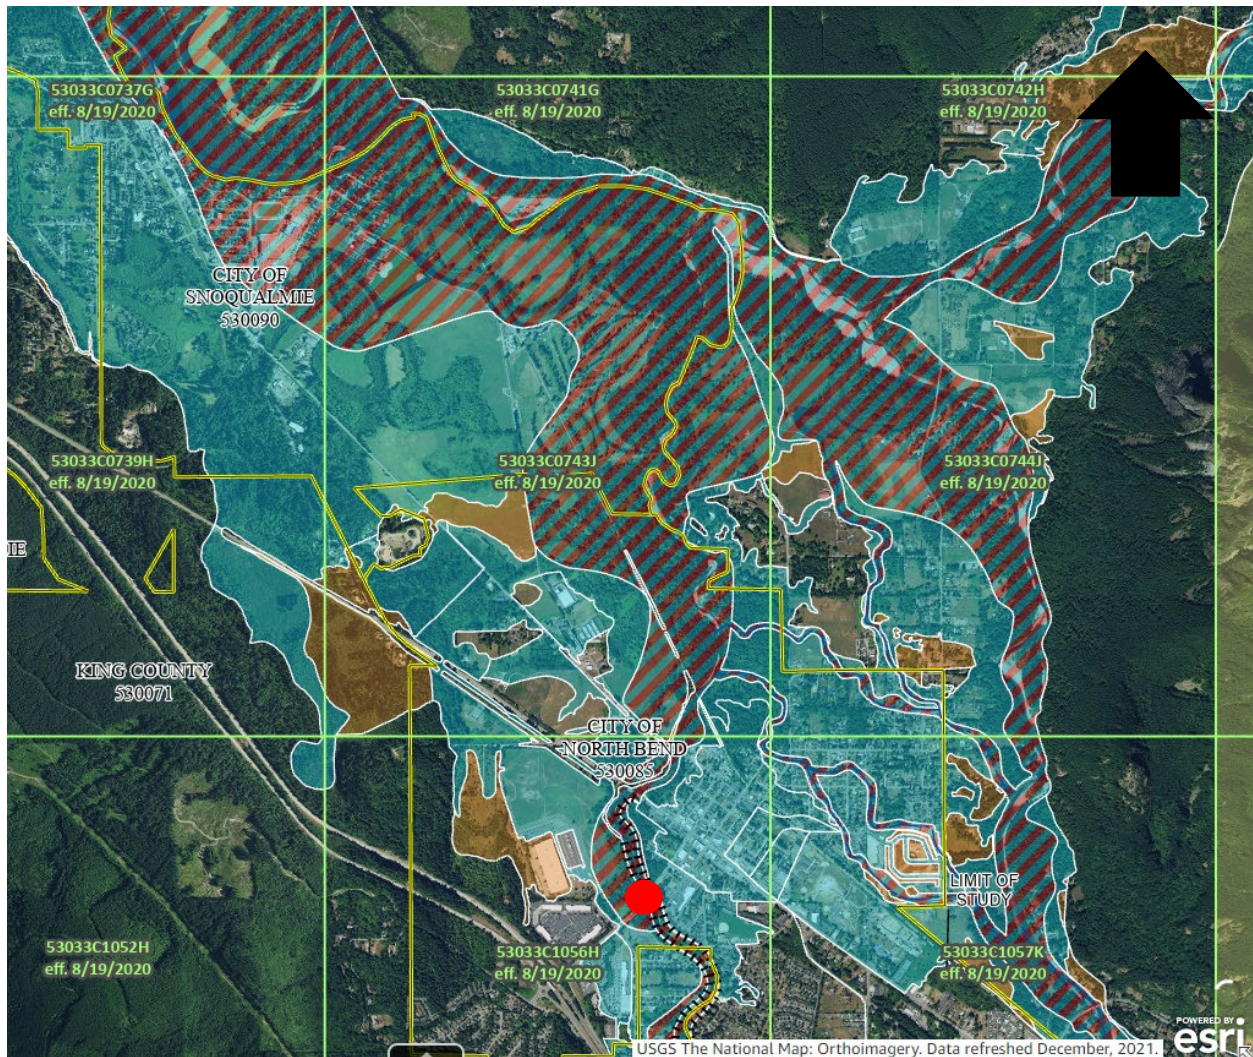 53033C0737G
eff. 8/19/2020
53033C0741G
eff. 8/19/2020
53033C0742H
eff. 8/19/2020
CITY OF
SNOQUALMIE
530090
53033C0739H
eff. 8/19/2020
53033C0743J
eff. 8/19/2020
53033C0744J
eff. 8/19/2020
IE
KING COUNTY
530071
CITY OF
NORTH BEND
530085
LIMIT OF
STUDY
53033C1052H
eff. 8/19/2020
53033C1056H
eff. 8/19/2020
53033C1057K
eff. 8/19/2020
POWERED BY
esri
USGS The National Map: Orthoimagery. Data refreshed December, 2021.